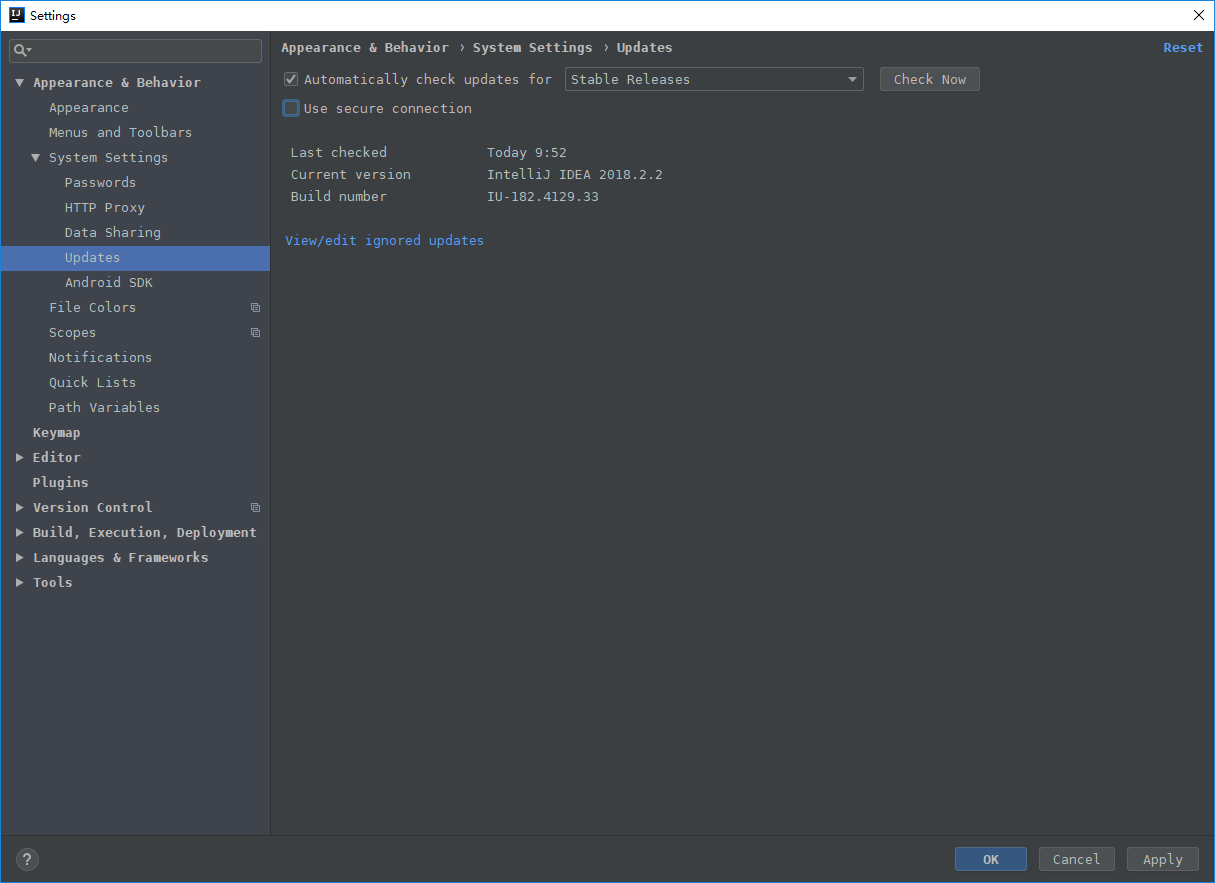 IJ Settings
Appearance & Behavior › System Settings › Updates Reset
Appearance & Behavior
Appearance
Menus and Toolbars
System Settings
Passwords
HTTP Proxy
Data Sharing
Updates
Android SDK
File Colors
Scopes
Notifications
Quick Lists
Path Variables
Keymap
Editor
Plugins
Version Control
Build, Execution, Deployment
Languages & Frameworks
Tools
Automatically check updates for Stable Releases Check Now
Use secure connection
Last checked Today 9:52
Current version IntelliJ IDEA 2018.2.2
Build number IU-182.4129.33
View/edit ignored updates
? OK Cancel Apply